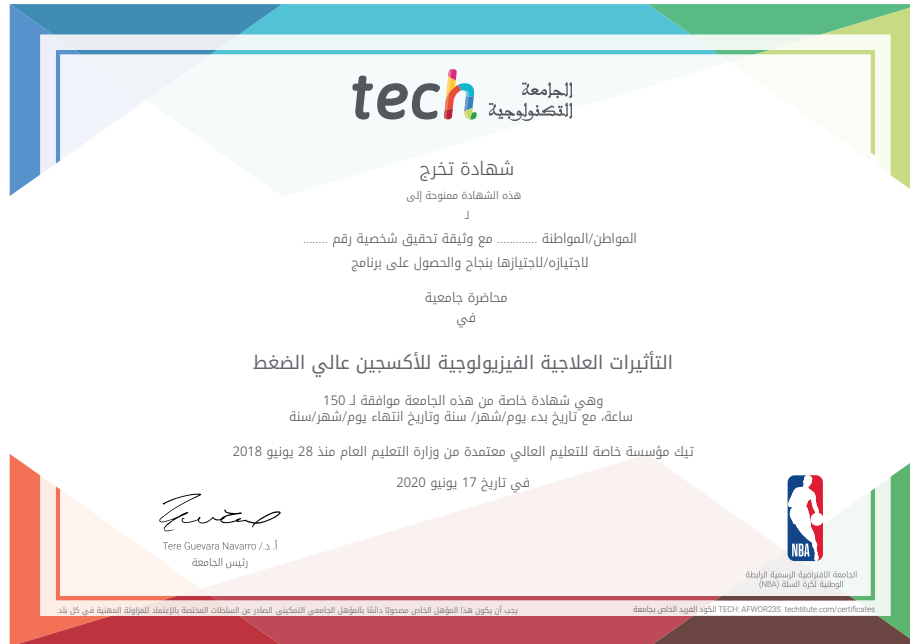 tech الجامعة
التكنولوجية
شهادة تخرج
هذه الشهادة ممنوحة إلى
لـ
المواطن/المواطنة ............ مع وثيقة تحقيق شخصية رقم ........
لاجتيازه/لاجتيازها بنجاح والحصول على برنامج
محاضرة جامعية
في
التأثيرات العلاجية الفيزيولوجية للأكسجين عالي الضغط
وهي شهادة خاصة من هذه الجامعة موافقة لـ 150
ساعة، مع تاريخ بدء يوم/شهر/ سنة وتاريخ انتهاء يوم/شهر/سنة
تيك مؤسسة خاصة للتعليم العالي معتمدة من وزارة التعليم العام منذ 28 يونيو 2018
في تاريخ 17 يونيو 2020
أ. د./ Tere Guevara Navarro
رئيس الجامعة
NBA
الجامعة الافتراضية الرسمية الرابطة
الوطنية لكرة السلة (NBA)
يجب أن يكون هذا المؤهل الخاص مصحوبًا دائمًا بالمؤهل الجامعي التمكيني الصادر عن السلطات المختصة بالإعتماد للمزاولة المهنية في كل بلد.
الكود الفريد الخاص بجامعة TECH: AFWOR23S techtitute.com/certificates